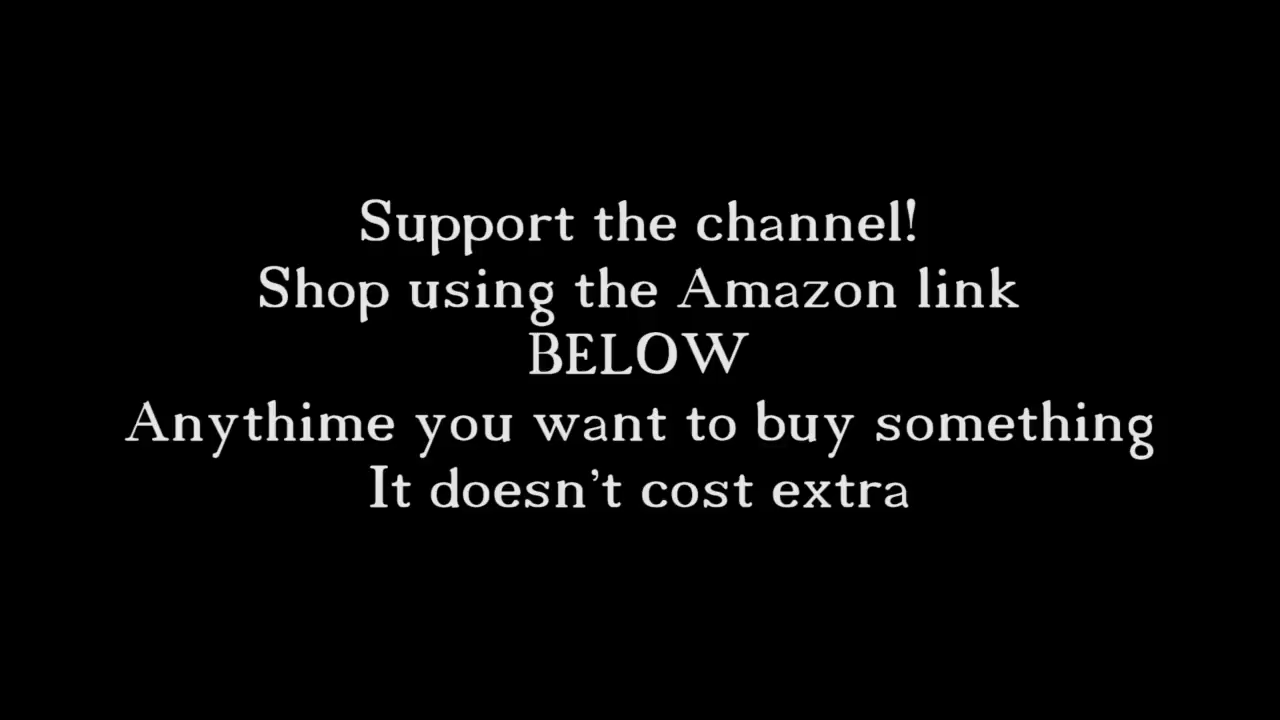 Support the channel!
Shop using the Amazon link
BELOW
Anythime you want to buy something
It doesn't cost extra